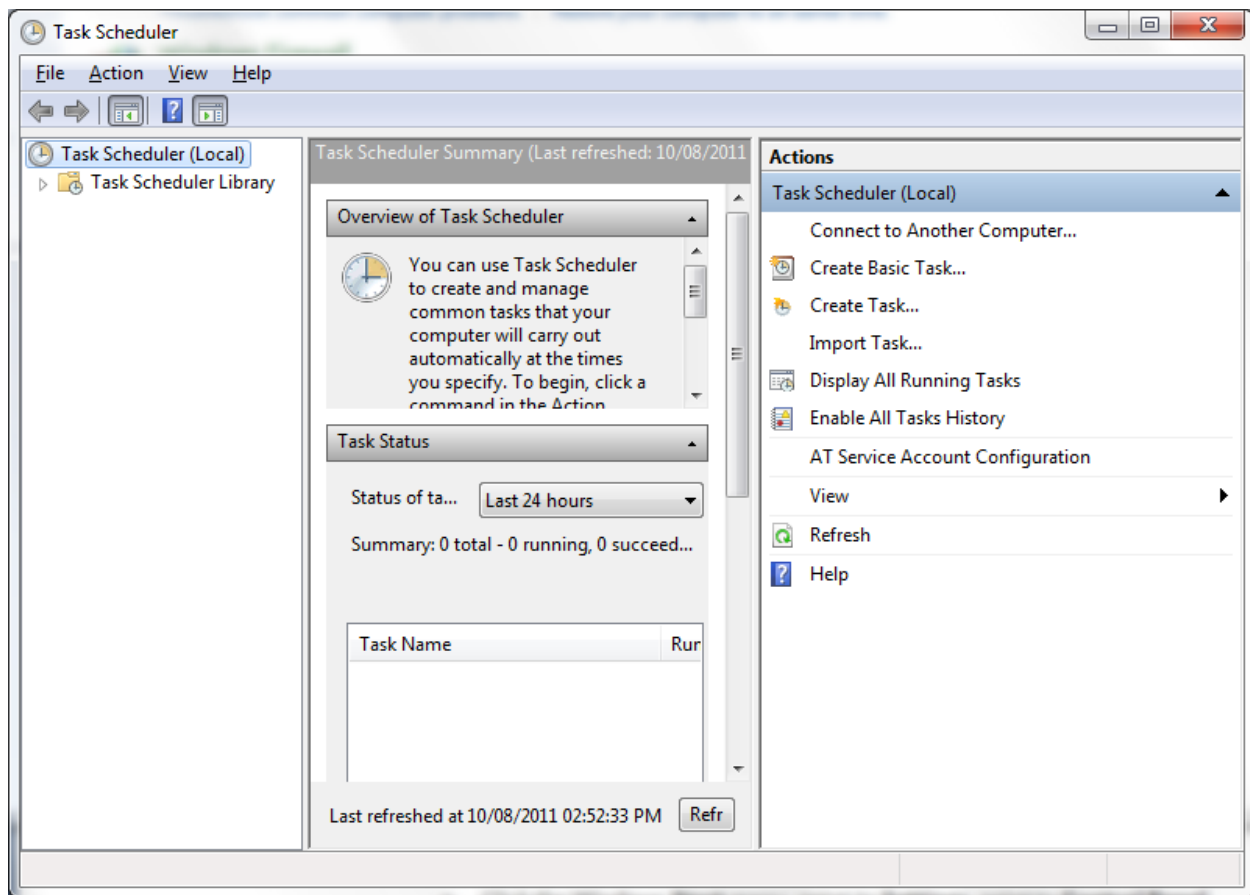 Task Scheduler
File Action View Help
Task Scheduler (Local)
Task Scheduler Library
Task Scheduler Summary (Last refreshed: 10/08/2011
Overview of Task Scheduler
You can use Task Scheduler
to create and manage
common tasks that your
computer will carry out
automatically at the times
you specify. To begin, click a
command in the Action
Task Status
Status of ta...
Last 24 hours
Summary: 0 total - 0 running, 0 succeed...
Task Name Rur
Last refreshed at 10/08/2011 02:52:33 PM
Refr
Actions
Task Scheduler (Local)
Connect to Another Computer...
Create Basic Task...
Create Task...
Import Task...
Display All Running Tasks
Enable All Tasks History
AT Service Account Configuration
View
Refresh
Help